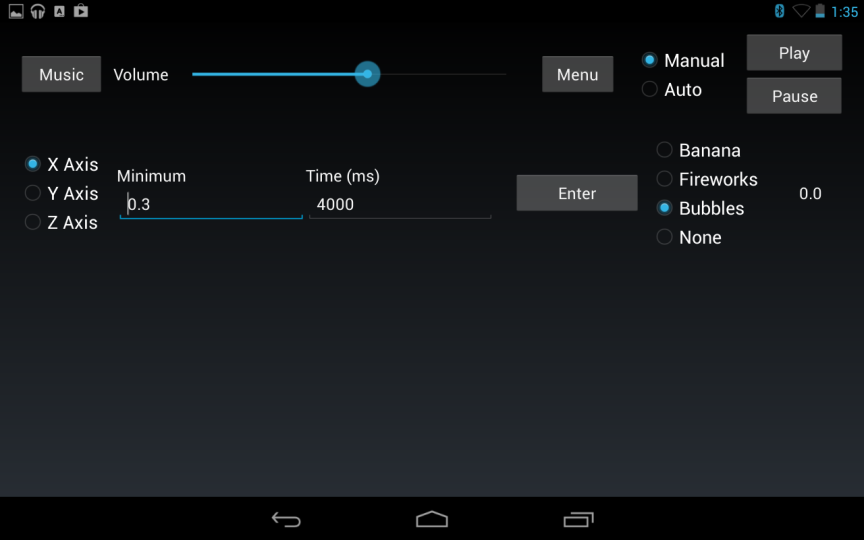 1:35
Music
Volume
Menu
Manual
Auto
Play
Pause
X Axis
Y Axis
Z Axis
Minimum
0.3
Time (ms)
4000
Enter
Banana
Fireworks
Bubbles
None
0.0